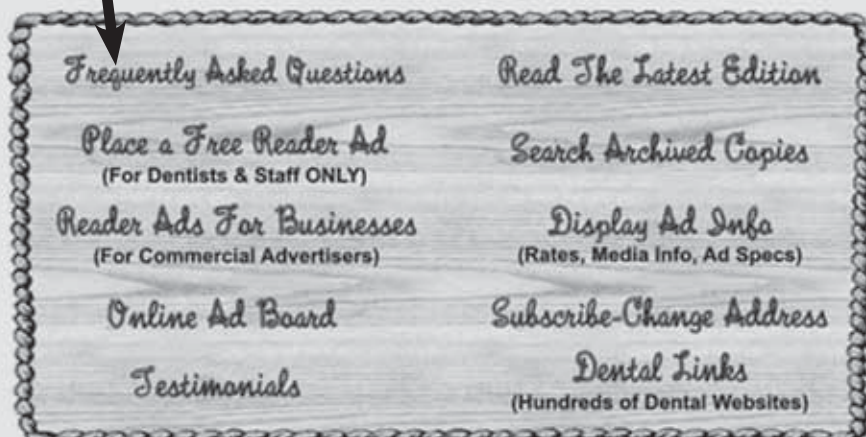 Frequently Asked Questions
Place a Free Reader Ad
(For Dentists & Staff ONLY)
Reader Ads For Businesses
(For Commercial Advertisers)
Online Ad Board
Testimonials
Read The Latest Edition
Search Archived Copies
Display Ad Info
(Rates, Media Info, Ad Specs)
Subscribe-Change Address
Dental Links
(Hundreds of Dental Websites)